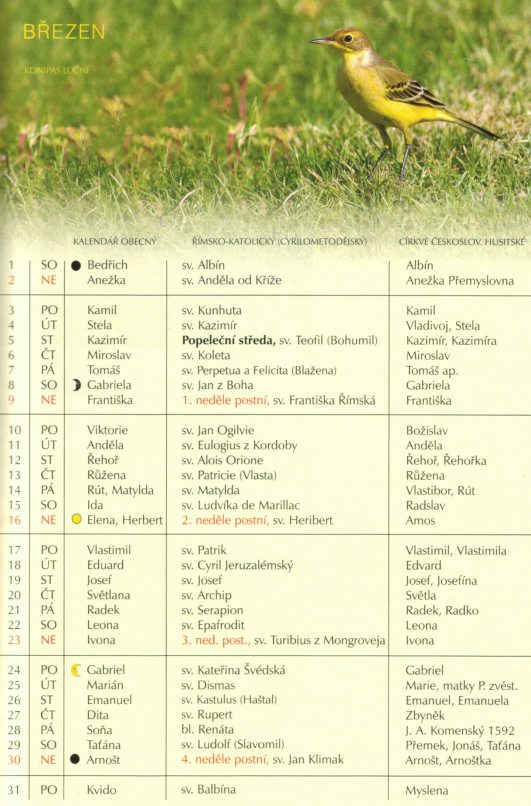 BŘEZEN
KONIPAS LUČNÍ
KALENDÁŘ OBECNÝ ŘÍMSKO-KATOLICKÝ (CYRILOMETODĚJSKÝ) CÍRKVE ČESKOSLOV. HUSITSKÉ
1 SO Bedřich sv. Albín Albín
2 NE Anežka sv. Anděla od Kříže Anežka Přemyslovna
3 PO Kamil sv. Kunhuta Kamil
4 ÚT Stela sv. Kazimír Vladivoj, Stela
5 ST Kazimír Popeleční středa, sv. Teofil (Bohumil) Kazimír, Kazimíra
6 ČT Miroslav sv. Koleta Miroslav
7 PÁ Tomáš sv. Perpetua a Felicita (Blažena) Tomáš ap.
8 SO Gabriela sv. Jan z Boha Gabriela
9 NE Františka 1. neděle postní, sv. Františka Římská Františka
10 PO Viktorie sv. Jan Ogilvie Božislav
11 ÚT Anděla sv. Eulogius z Kordoby Anděla
12 ST Řehoř sv. Alois Orione Řehoř, Řehořka
13 ČT Růžena sv. Patricie (Vlasta) Růžena
14 PÁ Rút, Matylda sv. Matylda Vlastibor, Rút
15 SO Ida sv. Ludvíka de Marillac Radslav
16 NE Elena, Herbert 2. neděle postní, sv. Heribert Amos
17 PO Vlastimil sv. Patrik Vlastimil, Vlastimila
18 ÚT Eduard sv. Cyril Jeruzalémský Edvard
19 ST Josef sv. Josef Josef, Josefína
20 ČT Světlana sv. Archip Světla
21 PÁ Radek sv. Serapion Radek, Radko
22 SO Leona sv. Epafrodit Leona
23 NE Ivona 3. ned. post., sv. Turibius z Mongroveja Ivona
24 PO Gabriel sv. Kateřina Švédská Gabriel
25 ÚT Marián sv. Dismas Marie, matky P. zvěst.
26 ST Emanuel sv. Kastulus (Haštal) Emanuel, Emanuela
27 ČT Dita sv. Rupert Zbyněk
28 PÁ Soňa bl. Renáta J. A. Komenský 1592
29 SO Taťána sv. Ludolf (Slavomil) Přemek, Jonáš, Taťána
30 NE Arnošt 4. neděle postní, sv. Jan Klimak Arnošt, Arnoštka
31 PO Kvido sv. Balbína Myslena